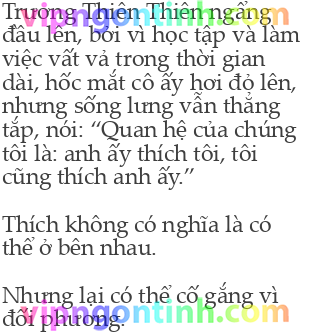 Trương Thiên Thiên ngẩng
vipngontinh.com
đầu lên, bởi vì học tập và làm
việc vất vả trong thời gian
dài, hốc mắt cô ấy hơi đỏ lên,
nhưng sống lưng vẫn thẳng
tắp, nói: “Quan hệ của chúng
tôi là: anh ấy thích tôi, tôi
cũng thích anh ấy.”
Thích không có nghĩa là có
thể ở bên nhau.
Nhưng lại có thể cố gắng vì
vipngontinh.com
đối phương.